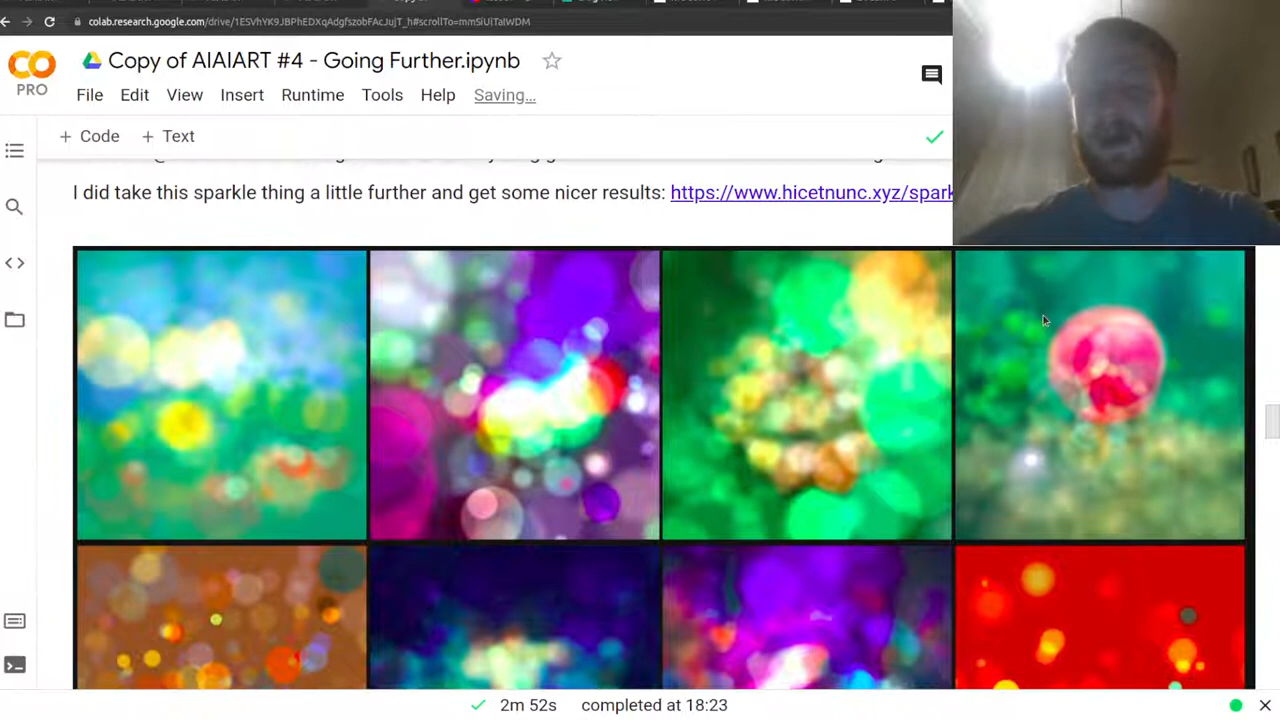 colab.research.google.com/drive/1ESVhYK9JBPhEDXqAdgfszobFAcJujT_h#scrollTo=mmSiUiTaIWDM
CO
PRO
Copy of AIAIART #4 - Going Further.ipynb
File Edit View Insert Runtime Tools Help Saving...
+ Code + Text
I did take this sparkle thing a little further and get some nicer results: https://www.hicetnunc.xyz/spark
2m 52s completed at 18:23